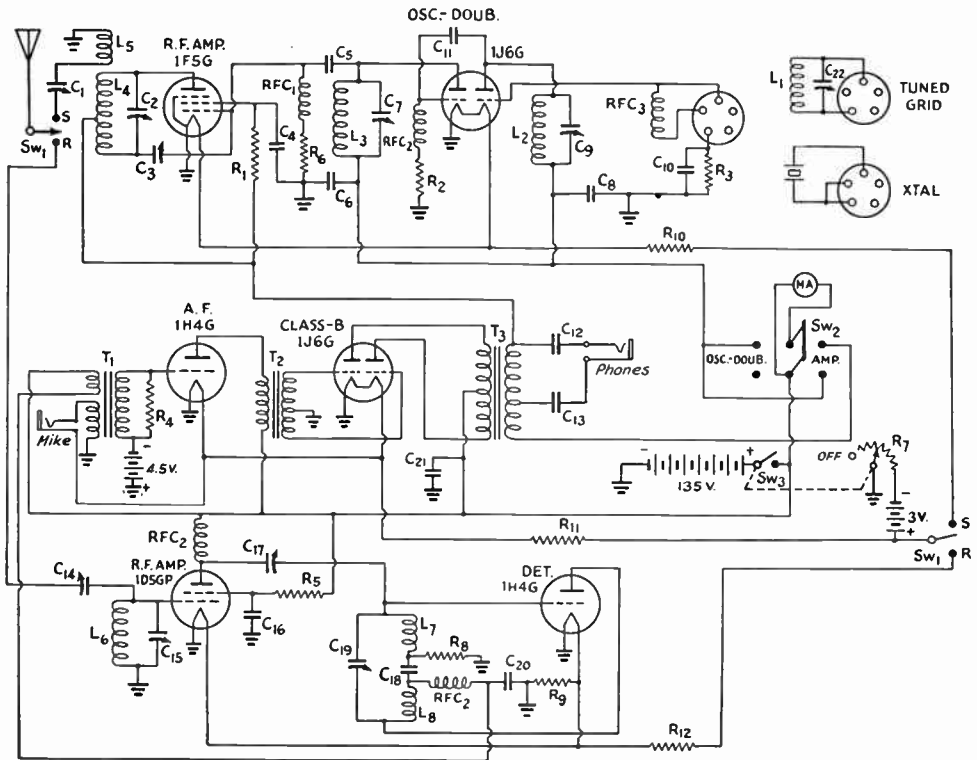 OSC.-DOUB.
1J6G
C11
R.F. AMP.
1F5G
L5
C1
S
R
Sw1
L4
C2
C3
R1
C4
RFC1
R6
C5
L3
C7
C6
RFC2
R2
L2
C9
C8
RFC3
C10
R3
L1
C22
TUNED
GRID
XTAL
R10
A.F.
1H4G
CLASS-B
1J6G
T1
Mike
R4
-
4.5V.
+
T2
T3
C12
Phones
C13
C21
MA
Sw2
OSC.-DOUB.
AMP.
-
+
135 V.
Sw3
OFF
R7
-
3V.
+
S
R
Sw1
R11
RFC2
C17
R.F. AMP.
1D5GP
C14
L6
C15
R5
C16
DET.
1H4G
C19
L7
R8
C18
RFC2
L8
C20
R9
R12